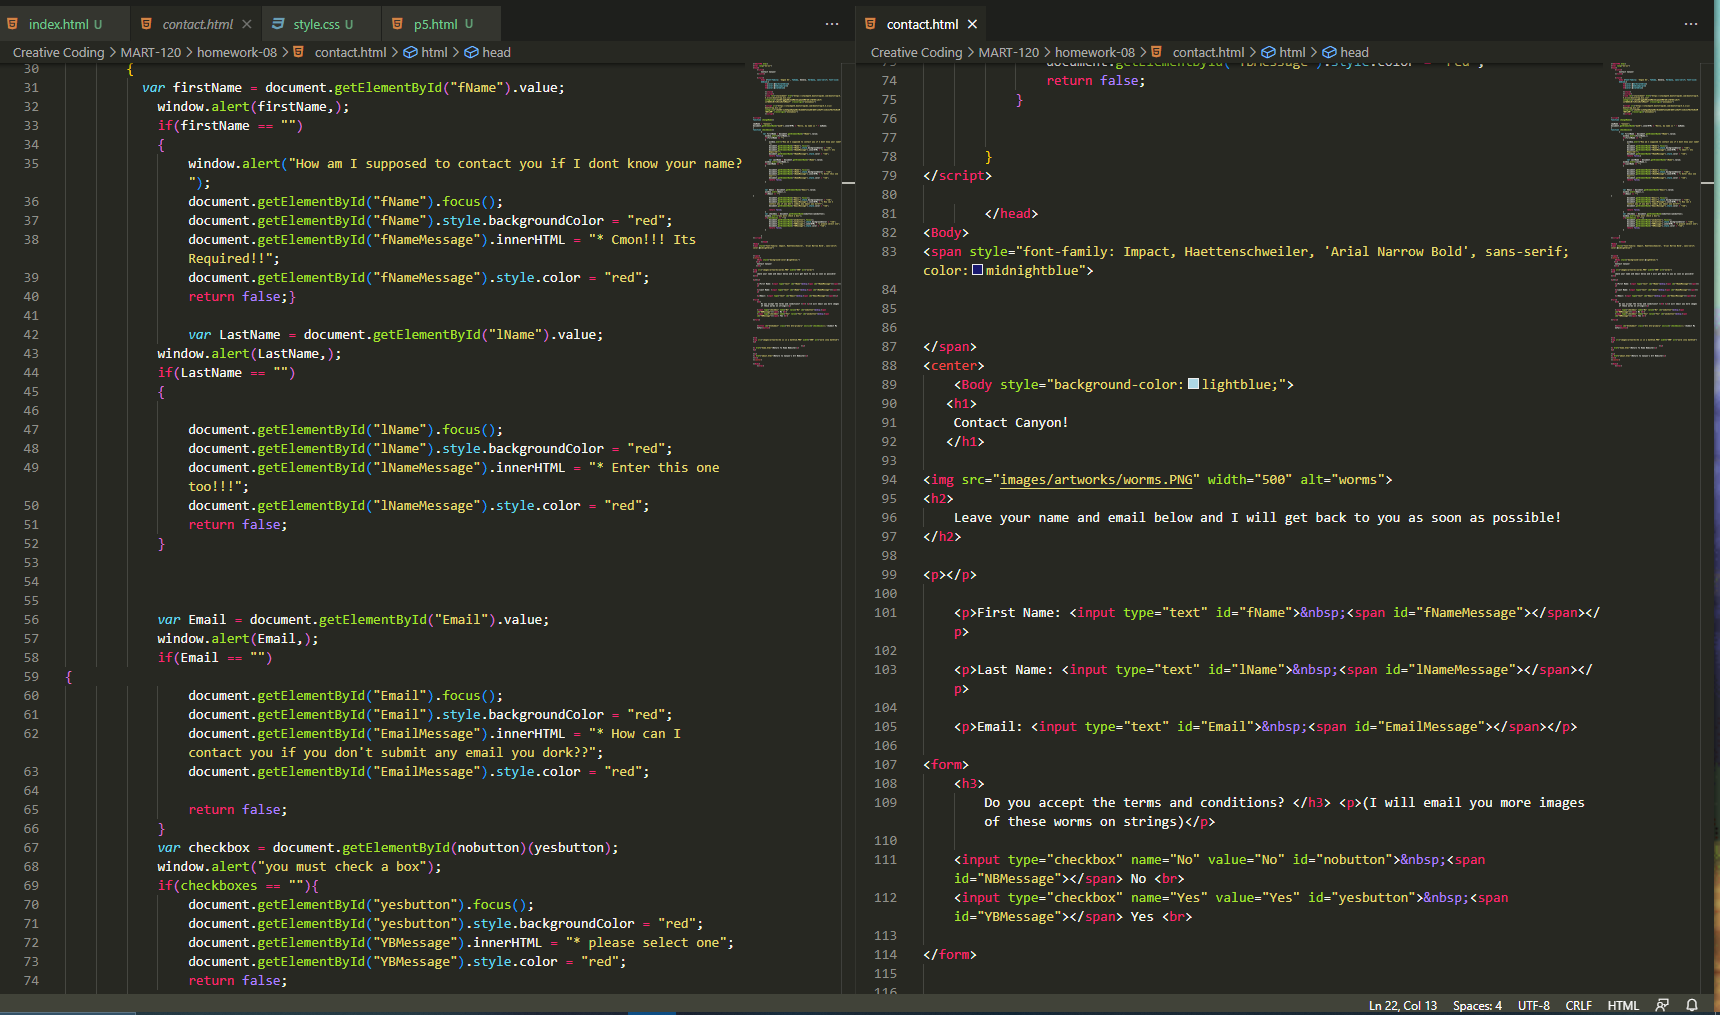 index.html U
contact.html
style.css U
p5.html U
Creative Coding > MART-120 > homework-08 > contact.html > html > head
30 {
31 var firstName = document.getElementById("fName").value;
32 window.alert(firstName,);
33 if(firstName == "")
34 {
35 window.alert("How am I supposed to contact you if I dont know your name?
");
36 document.getElementById("fName").focus();
37 document.getElementById("fName").style.backgroundColor = "red";
38 document.getElementById("fNameMessage").innerHTML = "* Cmon!!! Its
Required!!";
39 document.getElementById("fNameMessage").style.color = "red";
40 return false;}
41
42 var LastName = document.getElementById("lName").value;
43 window.alert(LastName,);
44 if(LastName == "")
45 {
46
47 document.getElementById("lName").focus();
48 document.getElementById("lName").style.backgroundColor = "red";
49 document.getElementById("lNameMessage").innerHTML = "* Enter this one
too!!!";
50 document.getElementById("lNameMessage").style.color = "red";
51 return false;
52 }
53
54
55
56 var Email = document.getElementById("Email").value;
57 window.alert(Email,);
58 if(Email == "")
59 {
60 document.getElementById("Email").focus();
61 document.getElementById("Email").style.backgroundColor = "red";
62 document.getElementById("EmailMessage").innerHTML = "* How can I
contact you if you don't submit any email you dork??";
63 document.getElementById("EmailMessage").style.color = "red";
64
65 return false;
66 }
67 var checkbox = document.getElementById(nobutton)(yesbutton);
68 window.alert("you must check a box");
69 if(checkboxes == ""){
70 document.getElementById("yesbutton").focus();
71 document.getElementById("yesbutton").style.backgroundColor = "red";
72 document.getElementById("YBMessage").innerHTML = "* please select one";
73 document.getElementById("YBMessage").style.color = "red";
74 return false;
contact.html
Creative Coding > MART-120 > homework-08 > contact.html > html > head
73 document.getElementById("YBMessage").style.color = "red";
74 return false;
75 }
76
77
78 }
79 </script>
80
81 </head>
82 <Body>
83 <span style="font-family: Impact, Haettenschweiler, 'Arial Narrow Bold', sans-serif;
color: midnightblue">
84
85
86
87 </span>
88 <center>
89 <Body style="background-color: lightblue;">
90 <h1>
91 Contact Canyon!
92 </h1>
93
94 <img src="images/artworks/worms.PNG" width="500" alt="worms">
95 <h2>
96 Leave your name and email below and I will get back to you as soon as possible!
97 </h2>
98
99 <p></p>
100
101 <p>First Name: <input type="text" id="fName">&nbsp;<span id="fNameMessage"></span></
p>
102
103 <p>Last Name: <input type="text" id="lName">&nbsp;<span id="lNameMessage"></span></
p>
104
105 <p>Email: <input type="text" id="Email">&nbsp;<span id="EmailMessage"></span></p>
106
107 <form>
108 <h3>
109 Do you accept the terms and conditions? </h3> <p>(I will email you more images
of these worms on strings)</p>
110
111 <input type="checkbox" name="No" value="No" id="nobutton">&nbsp;<span
id="NBMessage"></span> No <br>
112 <input type="checkbox" name="Yes" value="Yes" id="yesbutton">&nbsp;<span
id="YBMessage"></span> Yes <br>
113
114 </form>
115
116
Ln 22, Col 13 Spaces: 4 UTF-8 CRLF HTML